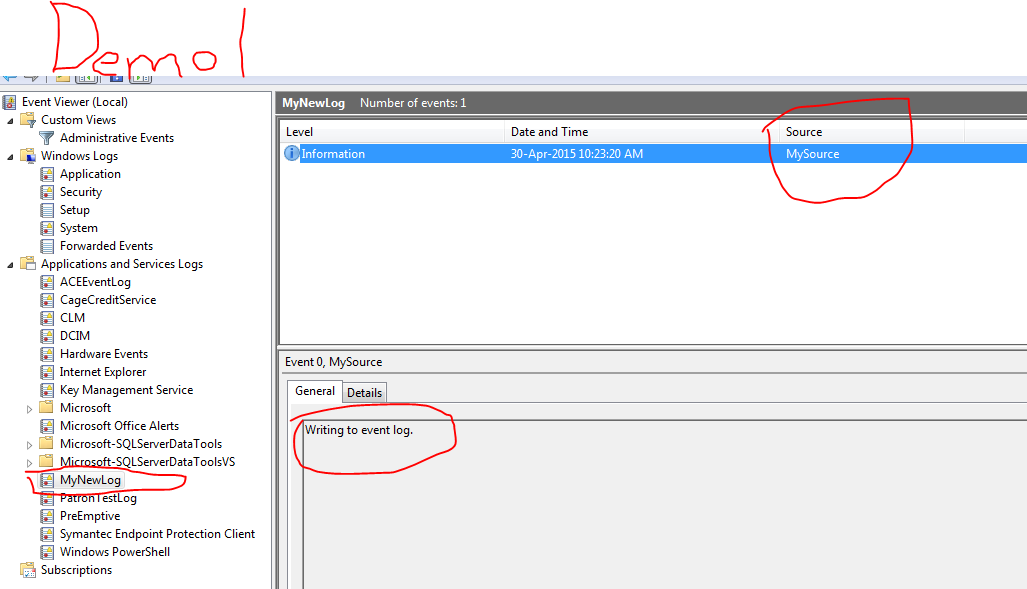 Demo1
Event Viewer (Local)
Custom Views
Administrative Events
Windows Logs
Application
Security
Setup
System
Forwarded Events
Applications and Services Logs
ACEEventLog
CageCreditService
CLM
DCIM
Hardware Events
Internet Explorer
Key Management Service
Microsoft
Microsoft Office Alerts
Microsoft-SQLServerDataTools
Microsoft-SQLServerDataToolsVS
MyNewLog
PatronTestLog
PreEmptive
Symantec Endpoint Protection Client
Windows PowerShell
Subscriptions
MyNewLog Number of events: 1
Level Date and Time Source
Information 30-Apr-2015 10:23:20 AM MySource
Event 0, MySource
General Details
Writing to event log.